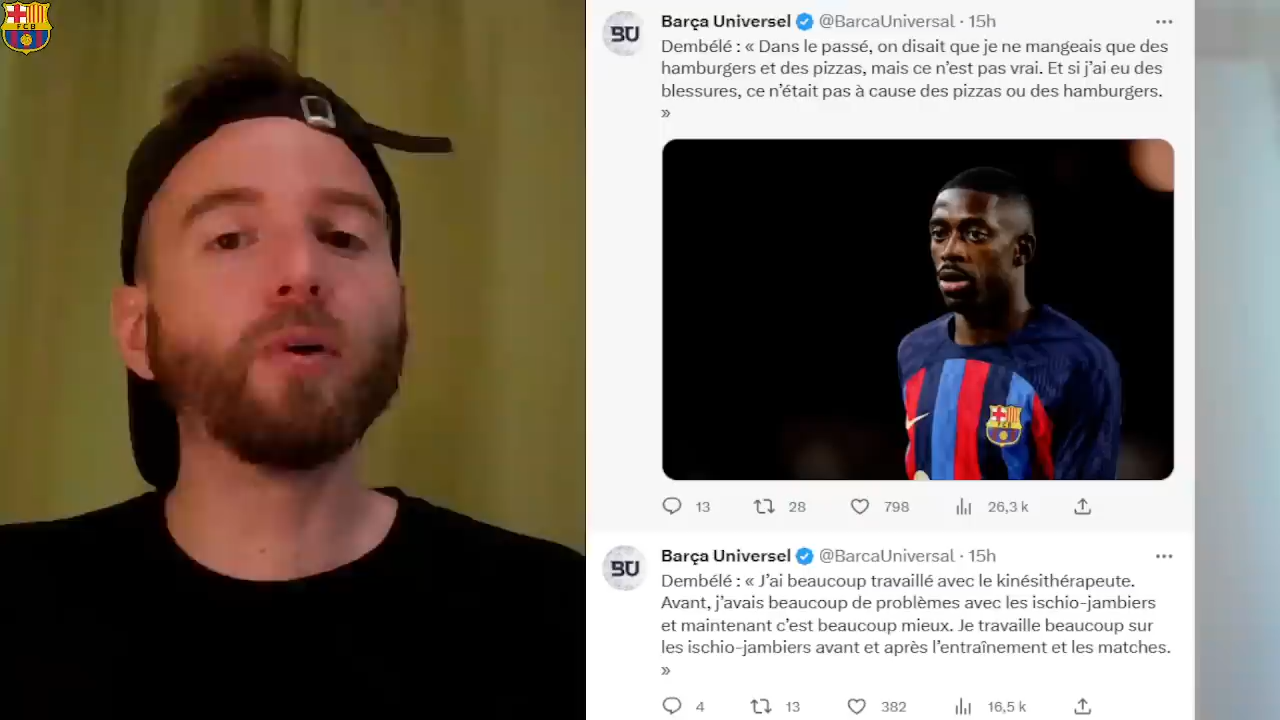 FCB
BU
Barça Universel @BarcaUniversal · 15h
Dembélé : « Dans le passé, on disait que je ne mangeais que des
hamburgers et des pizzas, mais ce n’est pas vrai. Et si j’ai eu des
blessures, ce n’était pas à cause des pizzas ou des hamburgers.
»
FCB
13 28 798 26,3 k
BU
Barça Universel @BarcaUniversal · 15h
Dembélé : « J’ai beaucoup travaillé avec le kinésithérapeute.
Avant, j’avais beaucoup de problèmes avec les ischio-jambiers
et maintenant c’est beaucoup mieux. Je travaille beaucoup sur
les ischio-jambiers avant et après l’entraînement et les matches.
»
4 13 382 16,5 k